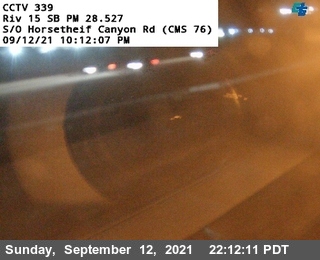 CCTV 339
Riv 15 SB PM 28.527
S/O Horsetheif Canyon Rd (CMS 76)
09/12/21 10:12:07 PM
Sunday, September 12, 2021 22:12:11 PDT